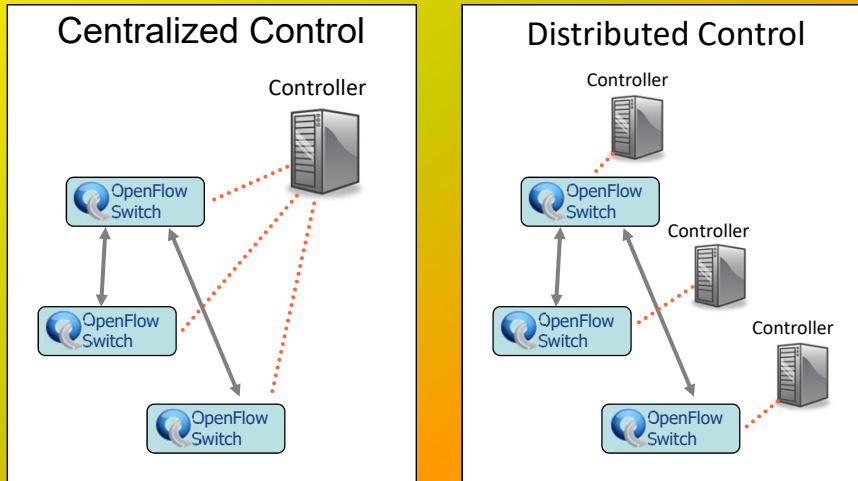 Centralized Control
Controller
OpenFlow
Switch
OpenFlow
Switch
OpenFlow
Switch
Distributed Control
Controller
OpenFlow
Switch
Controller
OpenFlow
Switch
Controller
OpenFlow
Switch